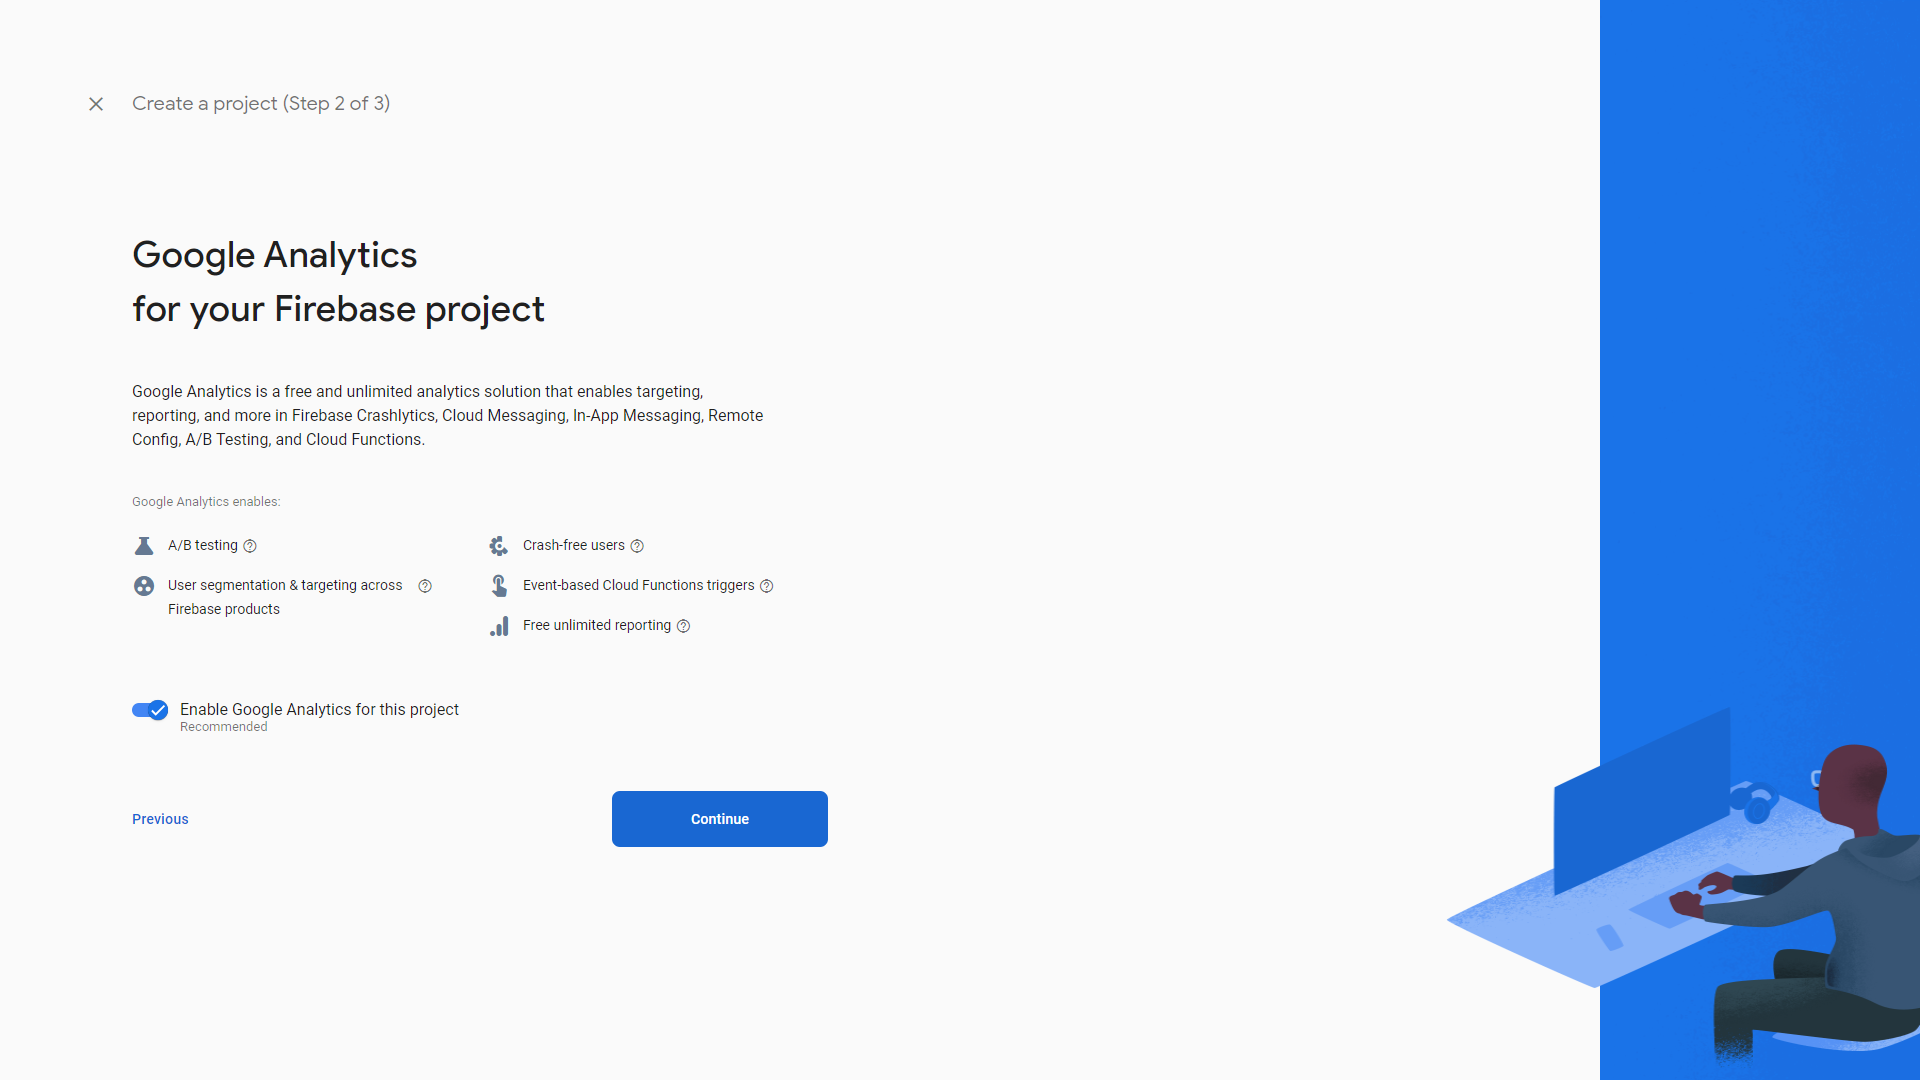 Create a project (Step 2 of 3)
Google Analytics
for your Firebase project
Google Analytics is a free and unlimited analytics solution that enables targeting,
reporting, and more in Firebase Crashlytics, Cloud Messaging, In-App Messaging, Remote
Config, A/B Testing, and Cloud Functions.
Google Analytics enables:
A/B testing
User segmentation & targeting across
Firebase products
Crash-free users
Event-based Cloud Functions triggers
Free unlimited reporting
Enable Google Analytics for this project
Recommended
Previous
Continue